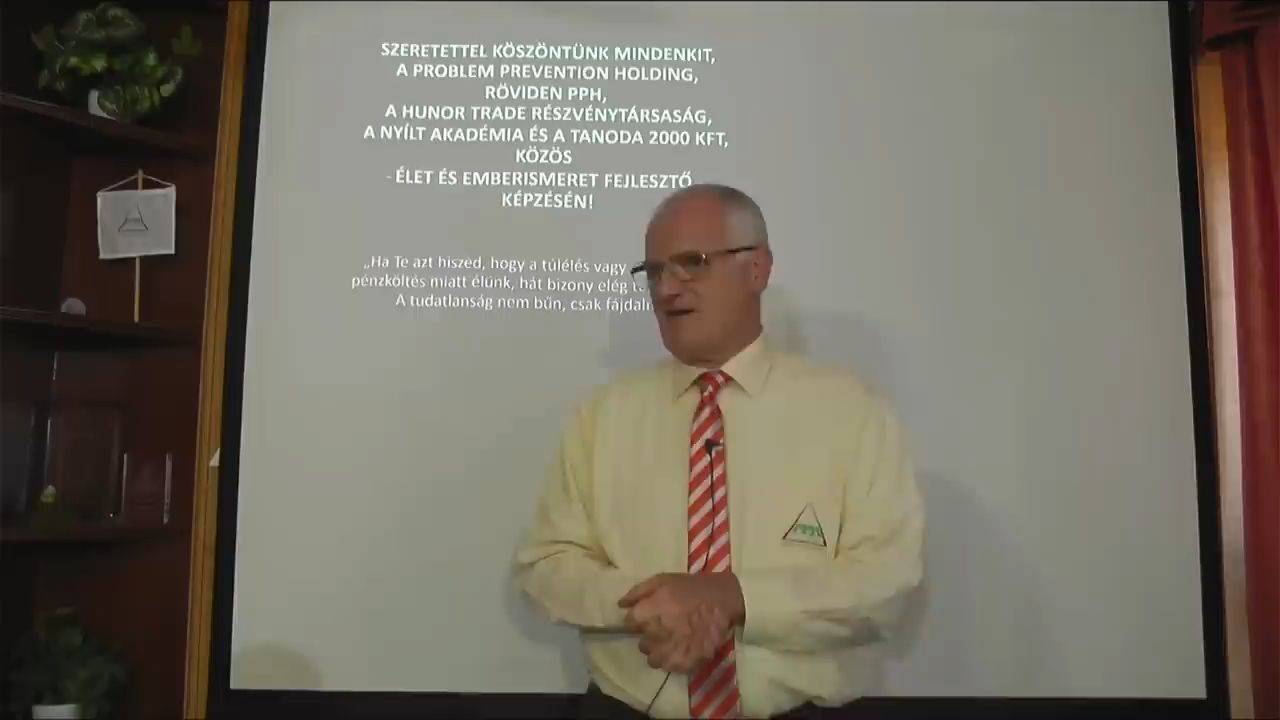 SZERETETTEL KÖSZÖNTÜNK MINDENKIT,
A PROBLEM PREVENTION HOLDING,
RÖVIDEN PPH,
A HUNOR TRADE RÉSZVÉNYTÁRSASÁG,
A NYÍLT AKADÉMIA ÉS A TANODA 2000 KFT,
KÖZÖS
- ÉLET ÉS EMBERISMERET FEJLESZTŐ -
KÉPZÉSÉN!
„Ha Te azt hiszed, hogy a túlélés vagy
pénzköltés miatt élünk, hát bizony elég
A tudatlanság nem bűn, csak